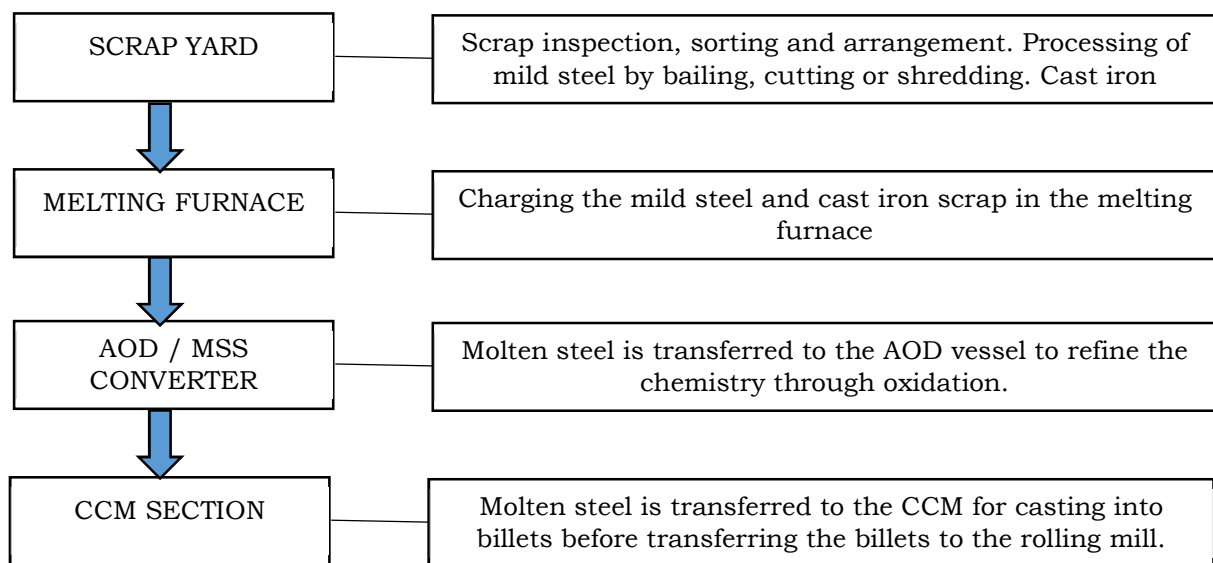 SCRAP YARD
Scrap inspection, sorting and arrangement. Processing of
mild steel by bailing, cutting or shredding. Cast iron
MELTING FURNACE
Charging the mild steel and cast iron scrap in the melting
furnace
AOD / MSS
CONVERTER
Molten steel is transferred to the AOD vessel to refine the
chemistry through oxidation.
CCM SECTION
Molten steel is transferred to the CCM for casting into
billets before transferring the billets to the rolling mill.